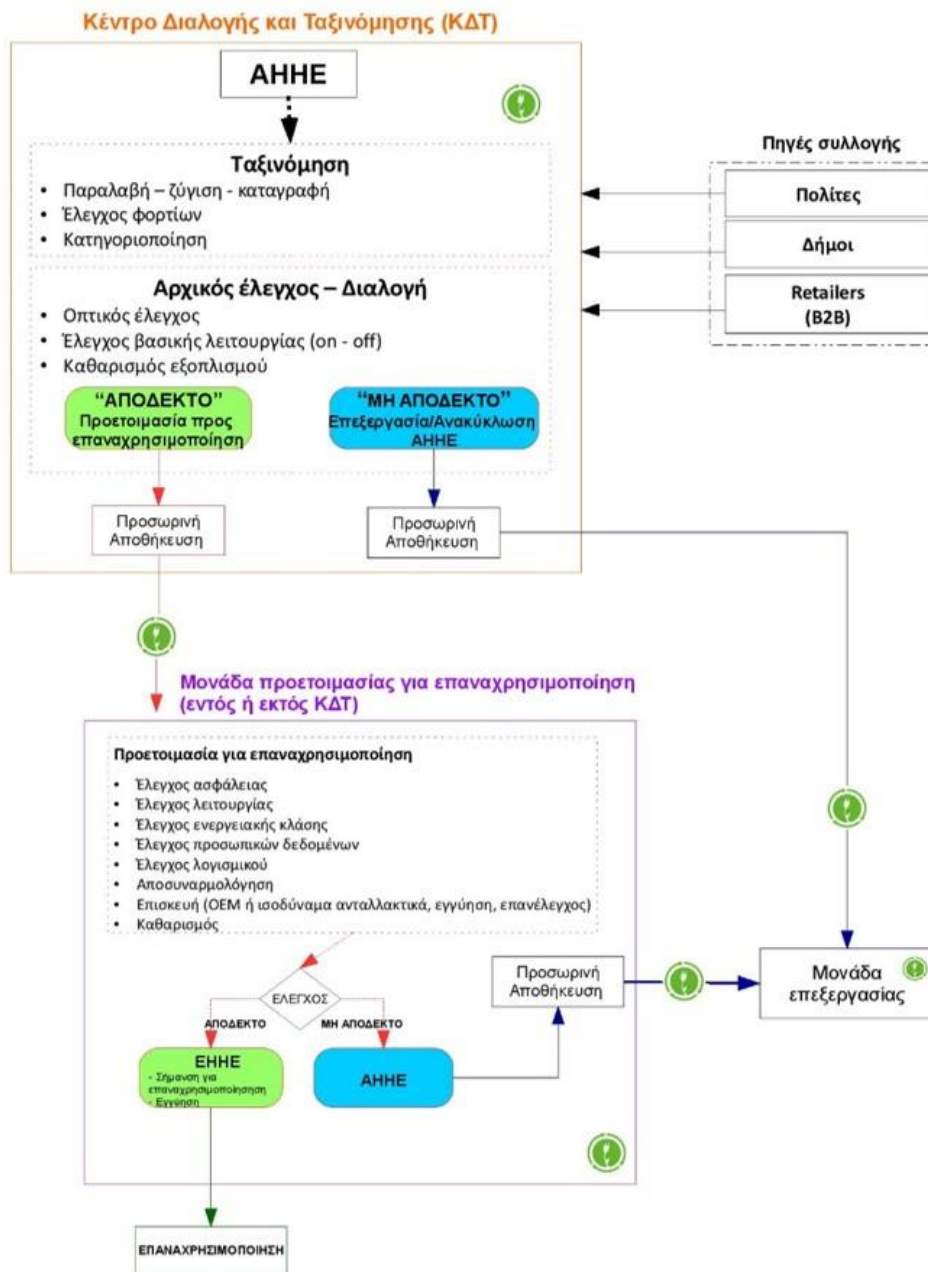 Κέντρο Διαλογής και Ταξινόμησης (ΚΔΤ)
ΑΗΗΕ
Ταξινόμηση
• Παραλαβή – ζύγιση - καταγραφή
• Έλεγχος φορτίων
• Κατηγοριοποίηση
Αρχικός έλεγχος – Διαλογή
• Οπτικός έλεγχος
• Έλεγχος βασικής λειτουργίας (on - off)
• Καθαρισμός εξοπλισμού
“ΑΠΟΔΕΚΤΟ”
Προετοιμασία προς
επαναχρησιμοποίηση
“ΜΗ ΑΠΟΔΕΚΤΟ”
Επεξεργασία/Ανακύκλωση
ΑΗΗΕ
Προσωρινή
Αποθήκευση
Προσωρινή
Αποθήκευση
Πηγές συλλογής
Πολίτες
Δήμοι
Retailers
(B2B)
Μονάδα προετοιμασίας για επαναχρησιμοποίηση
(εντός ή εκτός ΚΔΤ)
Προετοιμασία για επαναχρησιμοποίηση
• Έλεγχος ασφάλειας
• Έλεγχος λειτουργίας
• Έλεγχος ενεργειακής κλάσης
• Έλεγχος προσωπικών δεδομένων
• Έλεγχος λογισμικού
• Αποσυναρμολόγηση
• Επισκευή (OEM ή ισοδύναμα ανταλλακτικά, εγγύηση, επανέλεγχος)
• Καθαρισμός
ΕΛΕΓΧΟΣ
ΑΠΟΔΕΚΤΟ
ΜΗ ΑΠΟΔΕΚΤΟ
ΕΗΗΕ
- Σήμανση για
επαναχρησιμοποίησηση
- Εγγύηση
ΑΗΗΕ
Προσωρινή
Αποθήκευση
Μονάδα
επεξεργασίας
ΕΠΑΝΑΧΡΗΣΙΜΟΠΟΙΗΣΗ